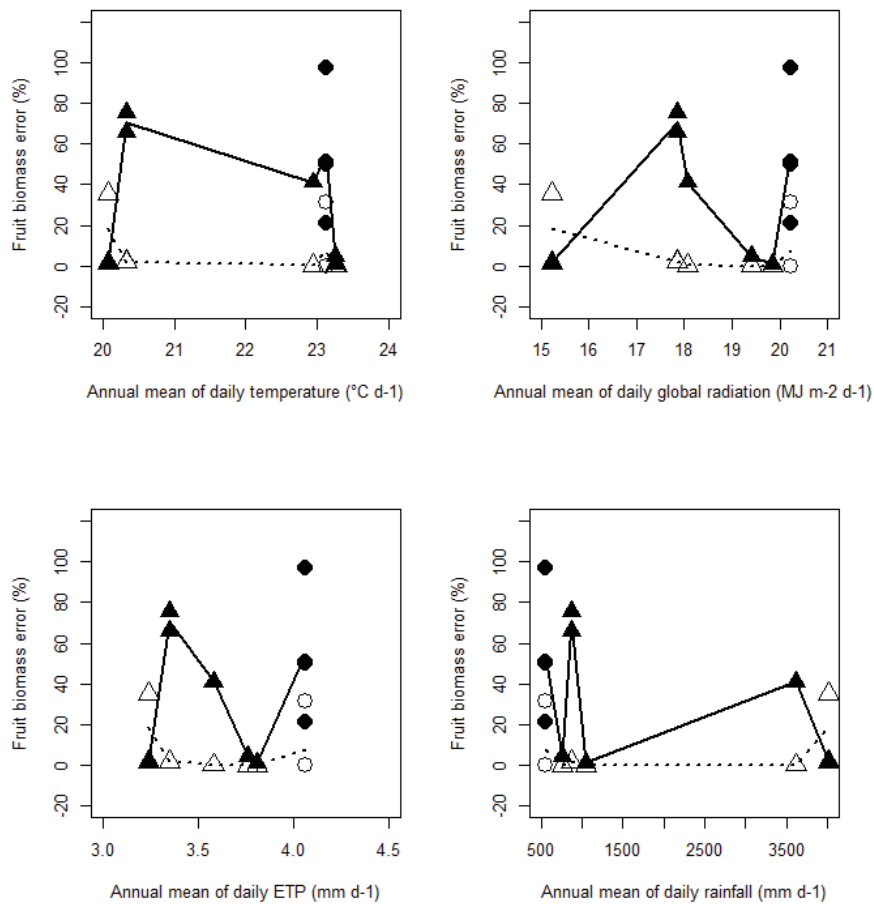 Fruit biomass error (%)
100
80
60
40
20
0
-20
20 21 22 23 24
Annual mean of daily temperature (°C d-1)
Fruit biomass error (%)
100
80
60
40
20
0
-20
15 16 17 18 19 20 21
Annual mean of daily global radiation (MJ m-2 d-1)
Fruit biomass error (%)
100
80
60
40
20
0
-20
3.0 3.5 4.0 4.5
Annual mean of daily ETP (mm d-1)
Fruit biomass error (%)
100
80
60
40
20
0
-20
500 1500 2500 3500
Annual mean of daily rainfall (mm d-1)